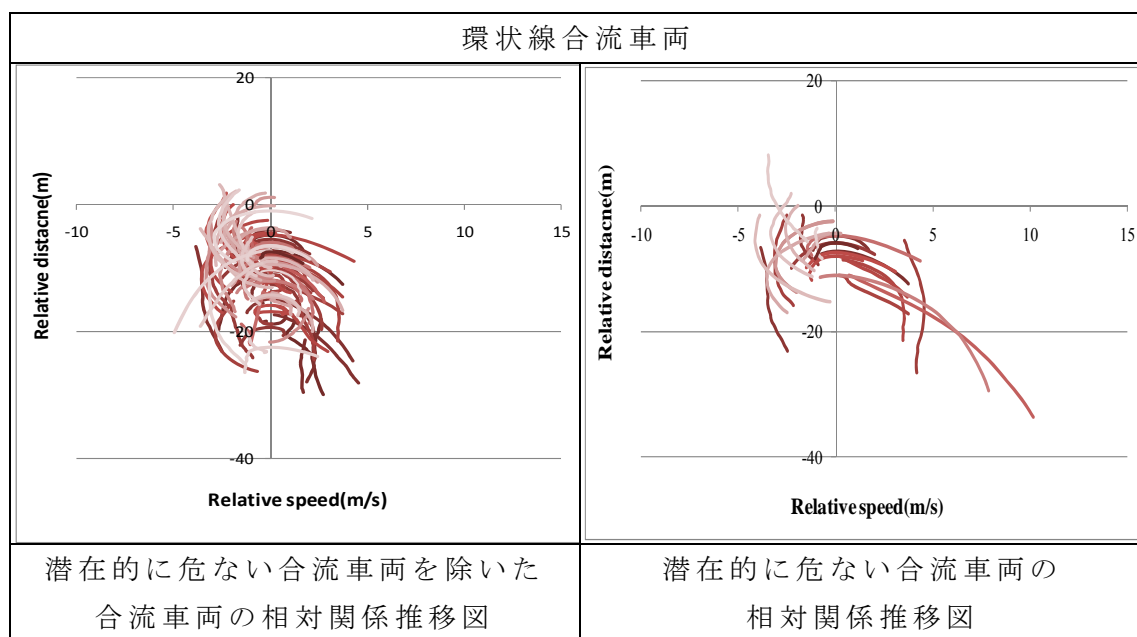 環状線合流車両
20
0
-10
-5
0
5
10
15
-20
-40
Relative distacne(m)
Relative speed(m/s)
20
0
-10
-5
0
5
10
15
-20
-40
Relative distacne(m)
Relative speed(m/s)
潜在的に危ない合流車両を除いた
合流車両の相対関係推移図
潜在的に危ない合流車両の
相対関係推移図